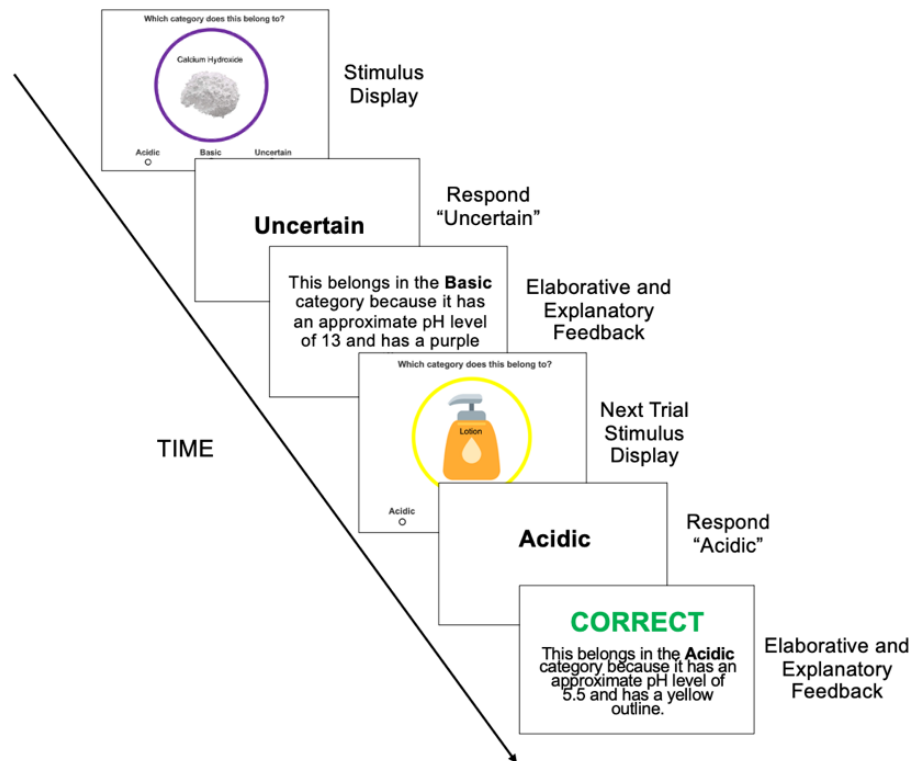 Which category does this belong to?
Calcium Hydroxide
Acidic
Basic
Uncertain
Stimulus
Display
Uncertain
Respond
“Uncertain”
This belongs in the Basic
category because it has
an approximate pH level
of 13 and has a purple
Elaborative and
Explanatory
Feedback
Which category does this belong to?
Lotion
Acidic
Next Trial
Stimulus
Display
TIME
Acidic
Respond
“Acidic”
CORRECT
This belongs in the Acidic
category because it has an
approximate pH level of
5.5 and has a yellow
outline.
Elaborative and
Explanatory
Feedback